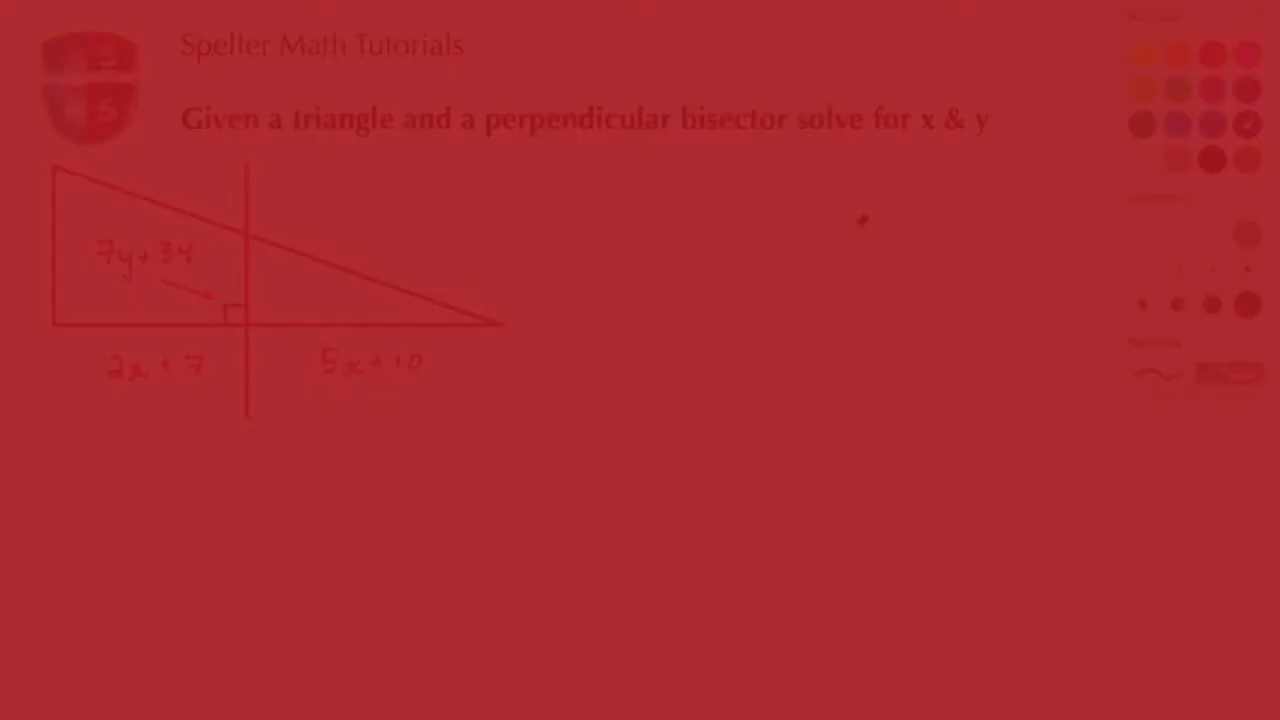 Speller Math Tutorials
Given a triangle and a perpendicular bisector solve for x & y
7y+34
2x+7
5x+10